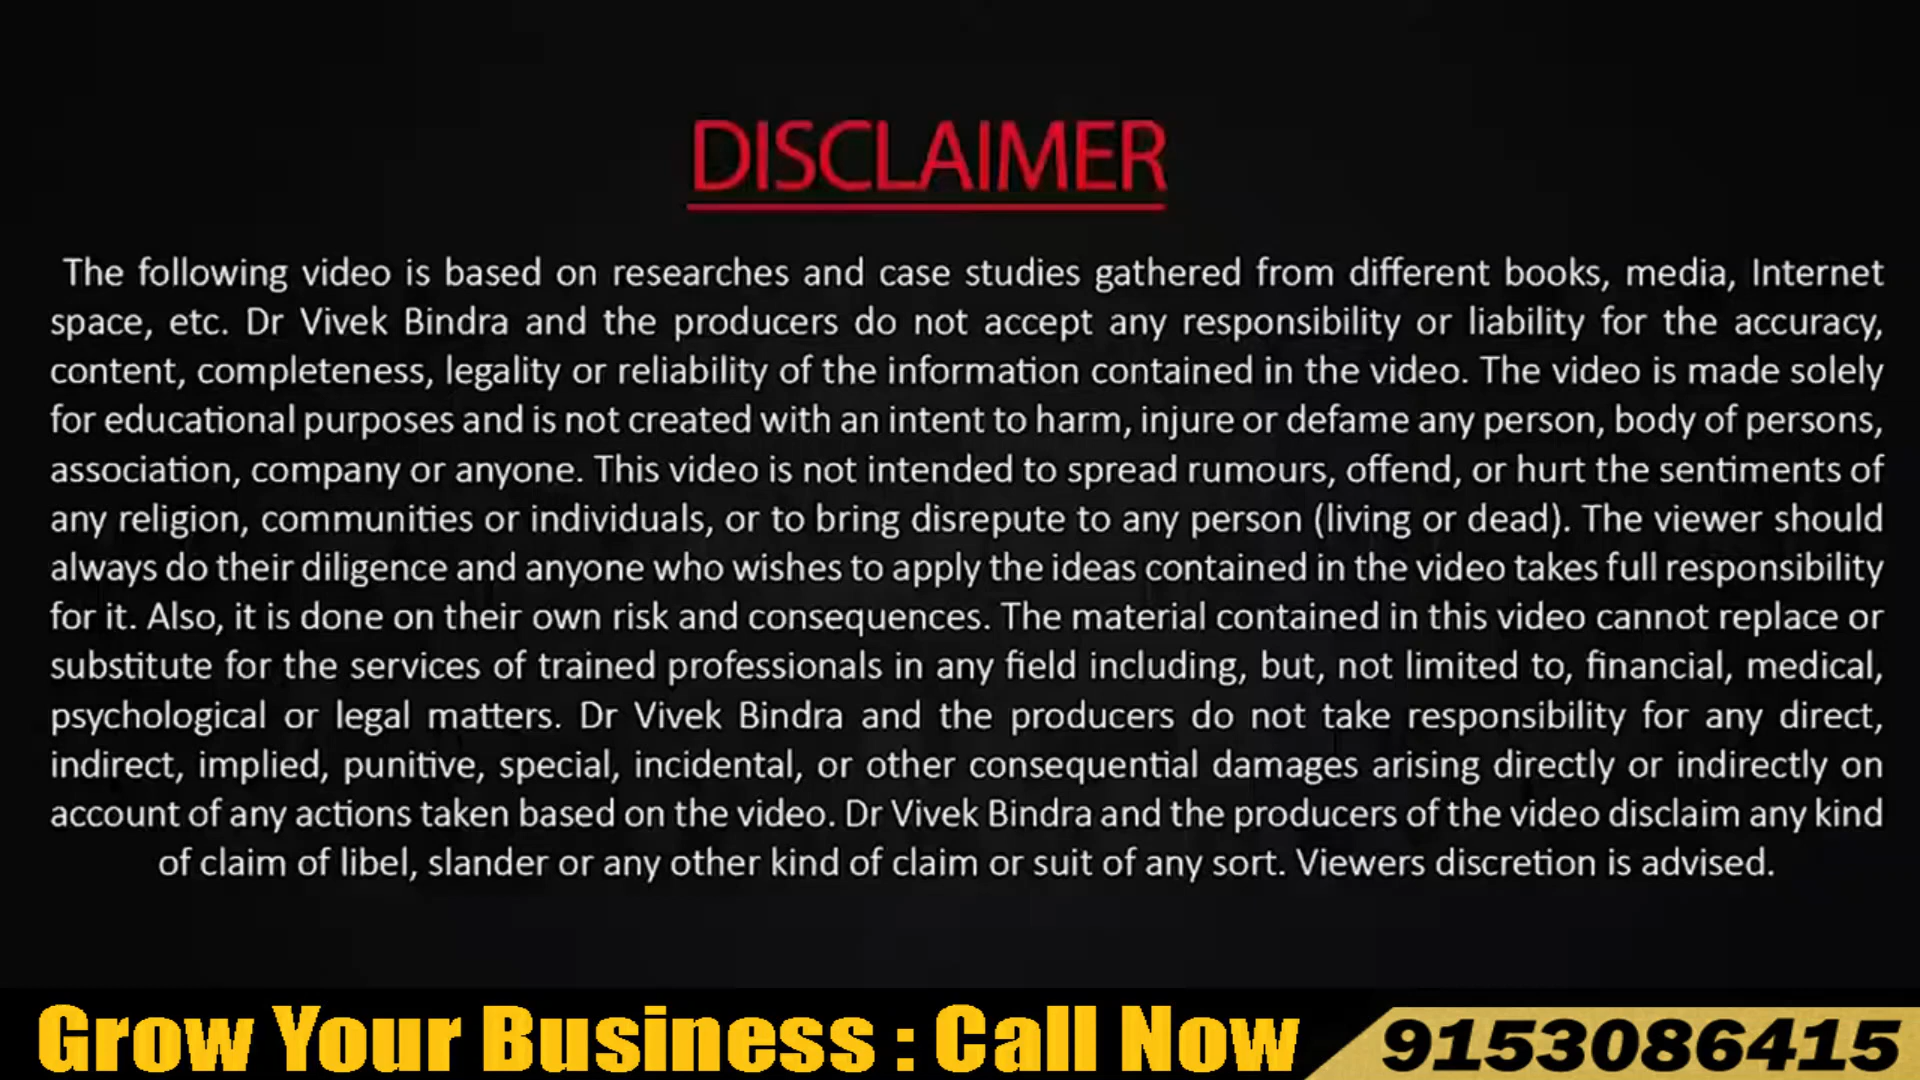 DISCLAIMER
The following video is based on researches and case studies gathered from different books, media, Internet
space, etc. Dr Vivek Bindra and the producers do not accept any responsibility or liability for the accuracy,
content, completeness, legality or reliability of the information contained in the video. The video is made solely
for educational purposes and is not created with an intent to harm, injure or defame any person, body of persons,
association, company or anyone. This video is not intended to spread rumours, offend, or hurt the sentiments of
any religion, communities or individuals, or to bring disrepute to any person (living or dead). The viewer should
always do their diligence and anyone who wishes to apply the ideas contained in the video takes full responsibility
for it. Also, it is done on their own risk and consequences. The material contained in this video cannot replace or
substitute for the services of trained professionals in any field including, but, not limited to, financial, medical,
psychological or legal matters. Dr Vivek Bindra and the producers do not take responsibility for any direct,
indirect, implied, punitive, special, incidental, or other consequential damages arising directly or indirectly on
account of any actions taken based on the video. Dr Vivek Bindra and the producers of the video disclaim any kind
of claim of libel, slander or any other kind of claim or suit of any sort. Viewers discretion is advised.
Grow Your Business : Call Now 9153086415